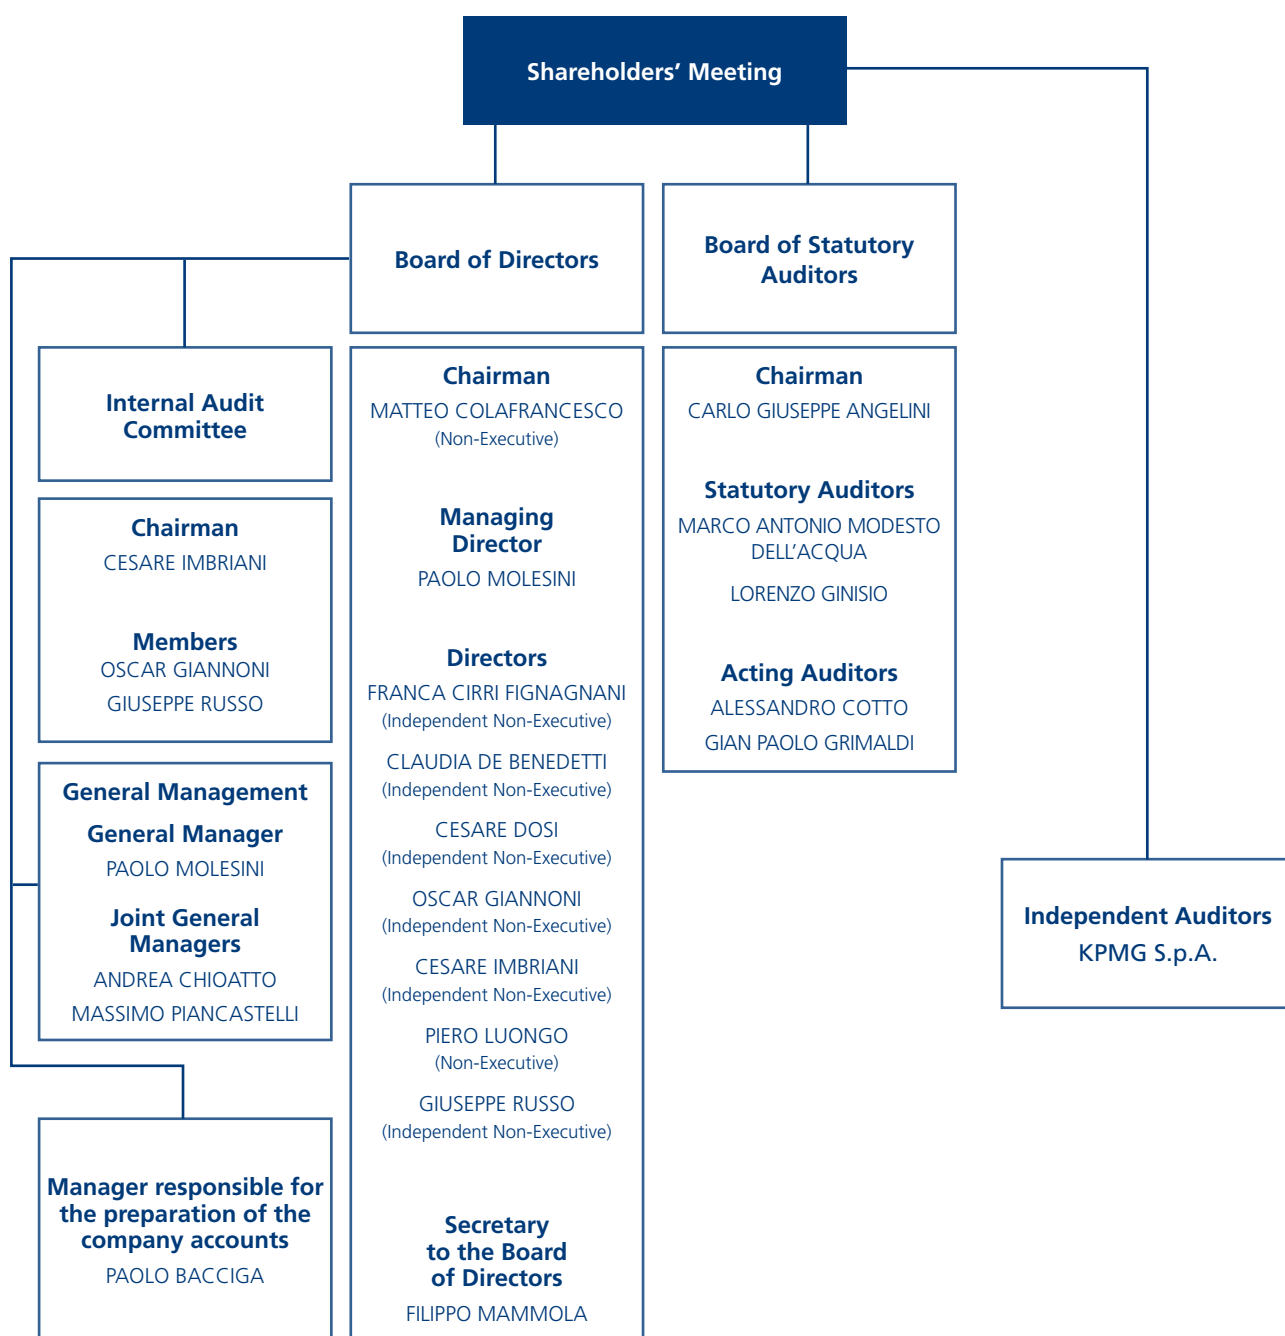 Shareholders' Meeting
Board of Directors
Board of Statutory
Auditors
Internal Audit
Committee
Chairman
CESARE IMBRIANI
Members
OSCAR GIANNONI
GIUSEPPE RUSSO
General Management
General Manager
PAOLO MOLESINI
Joint General
Managers
ANDREA CHIOATTO
MASSIMO PIANCASTELLI
Manager responsible for
the preparation of the
company accounts
PAOLO BACCIGA
Chairman
MATTEO COLAFRANCESCO
(Non-Executive)
Managing
Director
PAOLO MOLESINI
Directors
FRANCA CIRRI FIGNAGNANI
(Independent Non-Executive)
CLAUDIA DE BENEDETTI
(Independent Non-Executive)
CESARE DOSI
(Independent Non-Executive)
OSCAR GIANNONI
(Independent Non-Executive)
CESARE IMBRIANI
(Independent Non-Executive)
PIERO LUONGO
(Non-Executive)
GIUSEPPE RUSSO
(Independent Non-Executive)
Secretary
to the Board
of Directors
FILIPPO MAMMOLA
Chairman
CARLO GIUSEPPE ANGELINI
Statutory Auditors
MARCO ANTONIO MODESTO
DELL'ACQUA
LORENZO GINISIO
Acting Auditors
ALESSANDRO COTTO
GIAN PAOLO GRIMALDI
Independent Auditors
KPMG S.p.A.